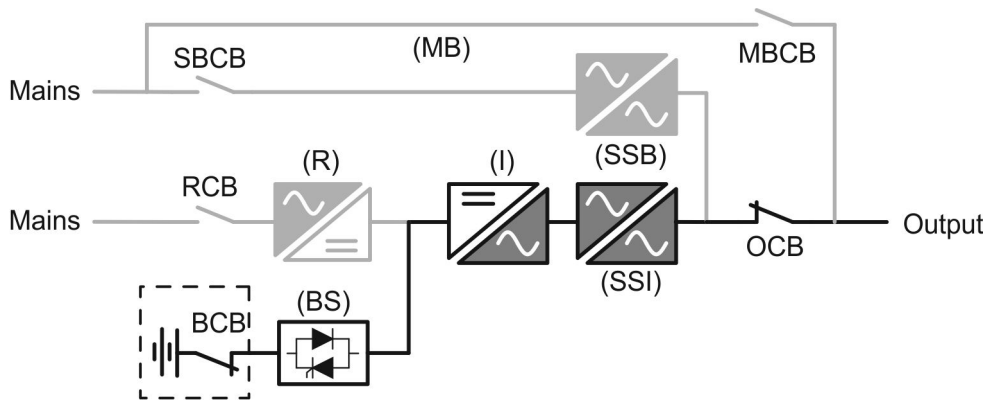 (MB)
MBCB
SBCB
Mains
(SSB)
(R)
(I)
RCB
Mains
Output
OCB
(SSI)
(BS)
BCB